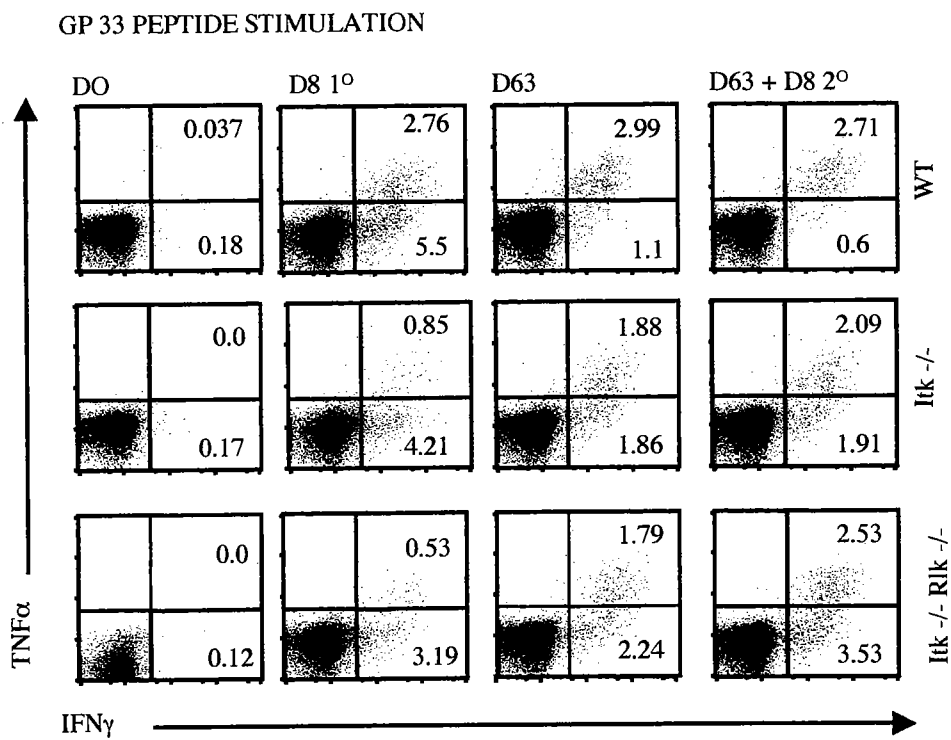 GP 33 PEPTIDE STIMULATION
DO D8 1° D63 D63 + D8 2°
0.037 2.76 2.99 2.71
0.18 5.5 1.1 0.6
WT
0.0 0.85 1.88 2.09
0.17 4.21 1.86 1.91
Itk -/-
0.0 0.53 1.79 2.53
0.12 3.19 2.24 3.53
Itk -/- Rlk -/-
TNFα
IFNγ